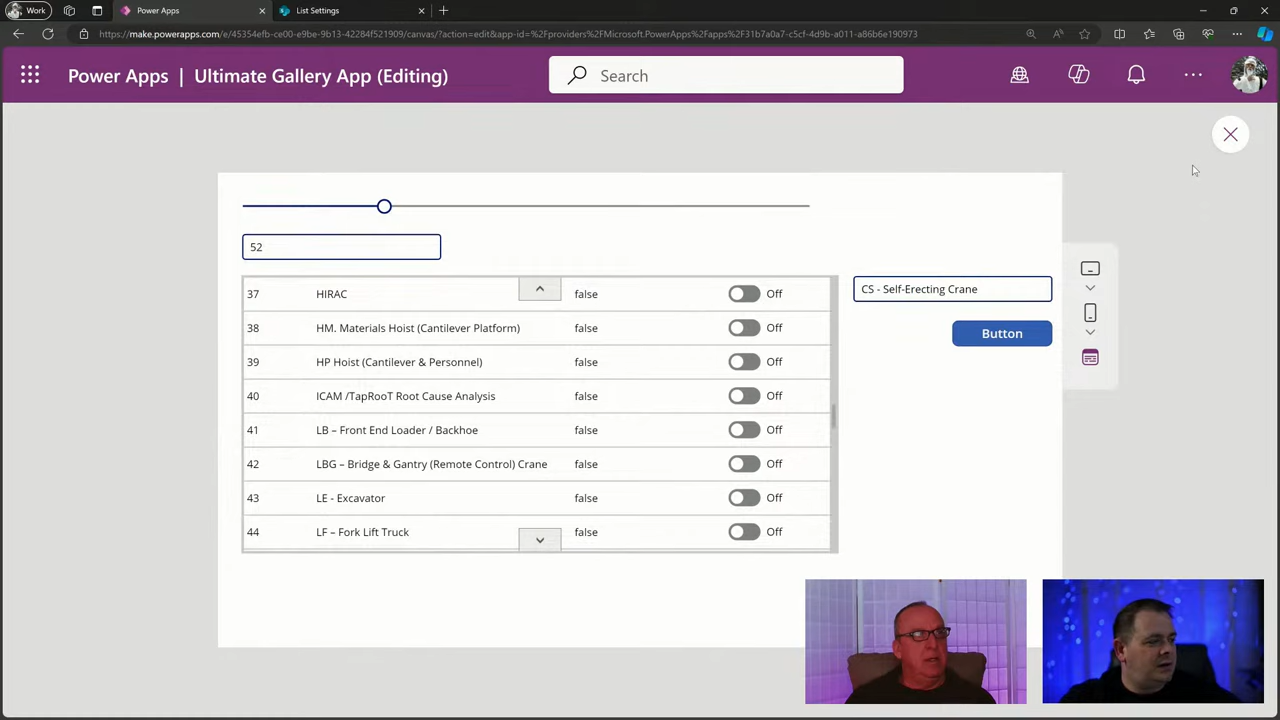 Work
Power Apps
List Settings
https://make.powerapps.com/e/45354efb-ce00-e9be-9b13-42284f521909/canvas/?action=edit&app-id=%2Fproviders%2FMicrosoft.PowerApps%2Fapps%2F31b7a0a7-c5cf-4d9b-a011-a86b6e190973
Power Apps | Ultimate Gallery App (Editing)
Search
52
37 HIRAC false Off
CS - Self-Erecting Crane
38 HM. Materials Hoist (Cantilever Platform) false Off
Button
39 HP Hoist (Cantilever & Personnel) false Off
40 ICAM /TapRooT Root Cause Analysis false Off
41 LB – Front End Loader / Backhoe false Off
42 LBG – Bridge & Gantry (Remote Control) Crane false Off
43 LE - Excavator false Off
44 LF – Fork Lift Truck false Off